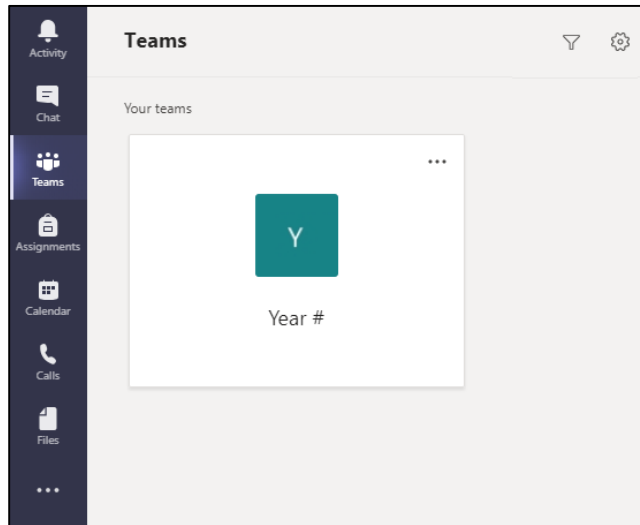 Activity
Chat
Teams
Assignments
Calendar
Calls
Files
Teams
Your teams
Y
Year #